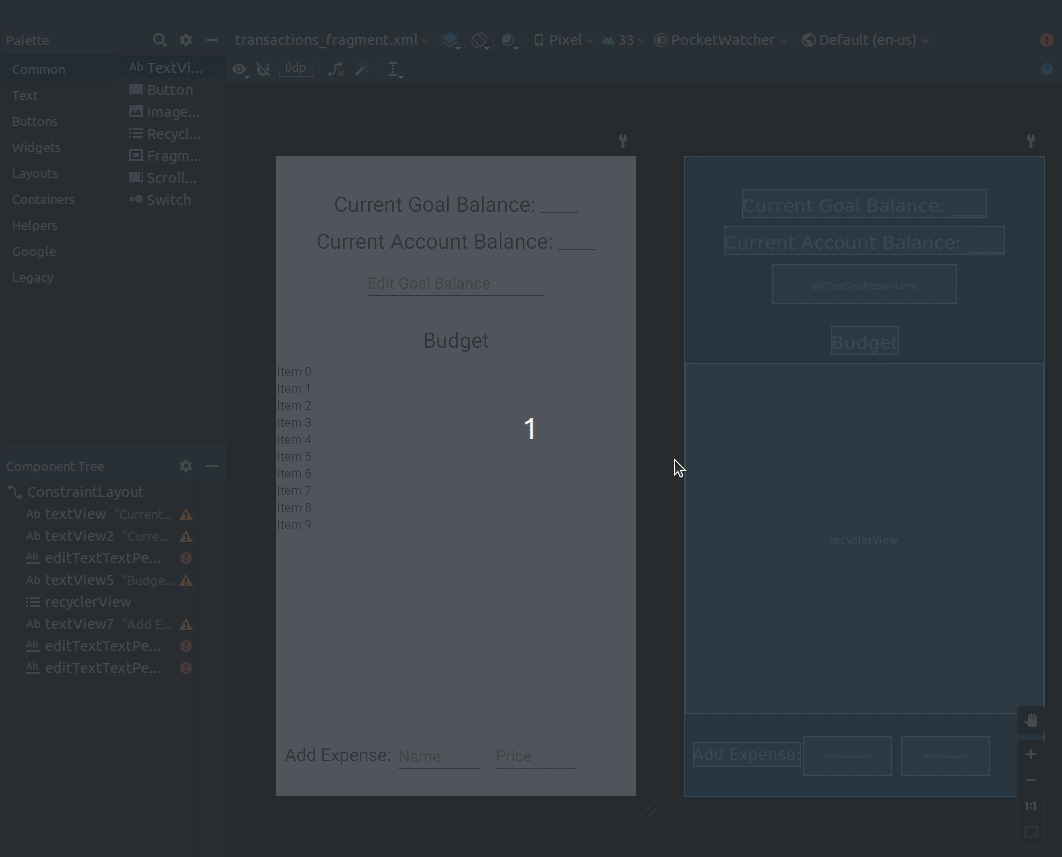 Palette
transactions_fragment.xml
Pixel
33
PocketWatcher
Default (en-us)
Common
Text
Buttons
Widgets
Layouts
Containers
Helpers
Google
Legacy
Ab TextVi...
Button
Image...
Recycl...
Fragm...
Scroll...
Switch
0dp
Current Goal Balance: ____
Current Account Balance: ____
Edit Goal Balance
Budget
Item 0
Item 1
Item 2
Item 3
Item 4
Item 5
Item 6
Item 7
Item 8
Item 9
1
Add Expense: Name Price
Current Goal Balance: ____
Current Account Balance: ____
editTextTextPersonName
Budget
recyclerView
Add Expense:
1:1
Component Tree
ConstraintLayout
Ab textView "Current...
Ab textView2 "Curre...
Ab editTextTextPe...
Ab textView5 "Budge...
recyclerView
Ab textView7 "Add E...
Ab editTextTextPe...
Ab editTextTextPe...